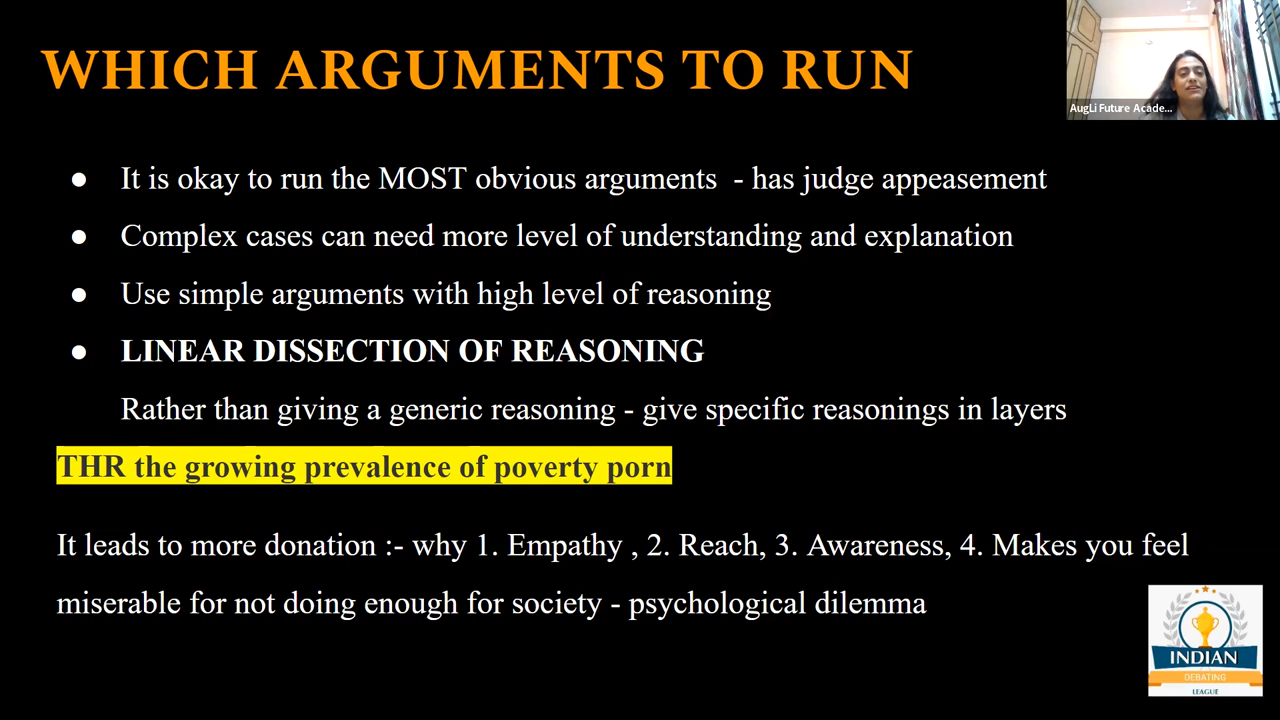 WHICH ARGUMENTS TO RUN
AugLi Future Acade...
● It is okay to run the MOST obvious arguments - has judge appeasement
● Complex cases can need more level of understanding and explanation
● Use simple arguments with high level of reasoning
● LINEAR DISSECTION OF REASONING
Rather than giving a generic reasoning - give specific reasonings in layers
THR the growing prevalence of poverty porn
It leads to more donation :- why 1. Empathy , 2. Reach, 3. Awareness, 4. Makes you feel
miserable for not doing enough for society - psychological dilemma
INDIAN
DEBATING
LEAGUE